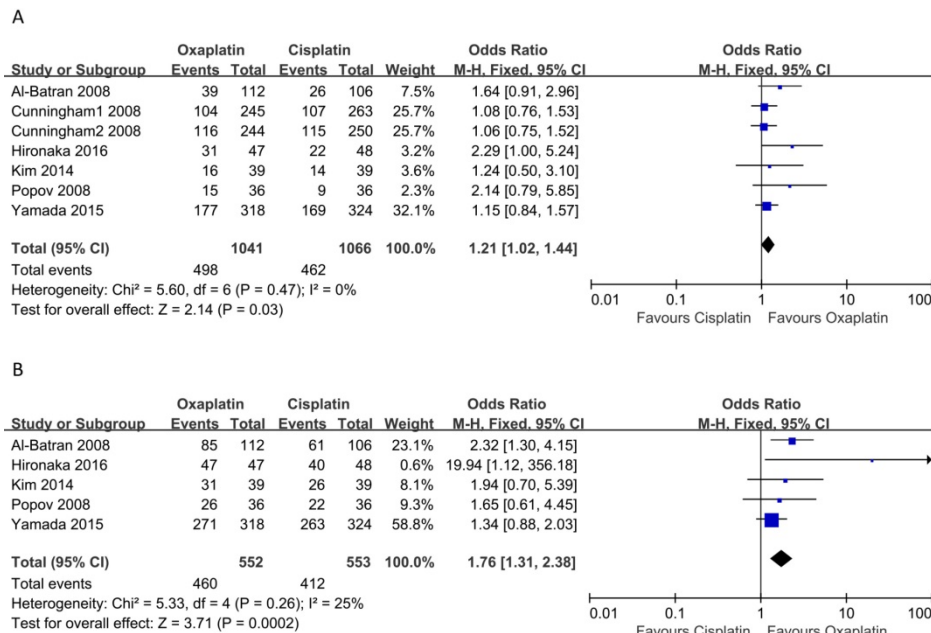 A
Oxaplatin Cisplatin Odds Ratio Odds Ratio
Study or Subgroup Events Total Events Total Weight M-H, Fixed, 95% CI M-H, Fixed, 95% CI
Al-Batran 2008 39 112 26 106 7.5% 1.64 [0.91, 2.96]
Cunningham1 2008 104 245 107 263 25.7% 1.08 [0.76, 1.53]
Cunningham2 2008 116 244 115 250 25.7% 1.06 [0.75, 1.52]
Hironaka 2016 31 47 22 48 3.2% 2.29 [1.00, 5.24]
Kim 2014 16 39 14 39 3.6% 1.24 [0.50, 3.10]
Popov 2008 15 36 9 36 2.3% 2.14 [0.79, 5.85]
Yamada 2015 177 318 169 324 32.1% 1.15 [0.84, 1.57]
Total (95% CI) 1041 1066 100.0% 1.21 [1.02, 1.44]
Total events 498 462
Heterogeneity: Chi² = 5.60, df = 6 (P = 0.47); I² = 0%
Test for overall effect: Z = 2.14 (P = 0.03)
0.01 0.1 1 10 100
Favours Cisplatin Favours Oxaplatin
B
Oxaplatin Cisplatin Odds Ratio Odds Ratio
Study or Subgroup Events Total Events Total Weight M-H, Fixed, 95% CI M-H, Fixed, 95% CI
Al-Batran 2008 85 112 61 106 23.1% 2.32 [1.30, 4.15]
Hironaka 2016 47 47 40 48 0.6% 19.94 [1.12, 356.18]
Kim 2014 31 39 26 39 8.1% 1.94 [0.70, 5.39]
Popov 2008 26 36 22 36 9.3% 1.65 [0.61, 4.45]
Yamada 2015 271 318 263 324 58.8% 1.34 [0.88, 2.03]
Total (95% CI) 552 553 100.0% 1.76 [1.31, 2.38]
Total events 460 412
Heterogeneity: Chi² = 5.33, df = 4 (P = 0.26); I² = 25%
Test for overall effect: Z = 3.71 (P = 0.0002)
0.01 0.1 1 10 100
Favours Cisplatin Favours Oxaplatin